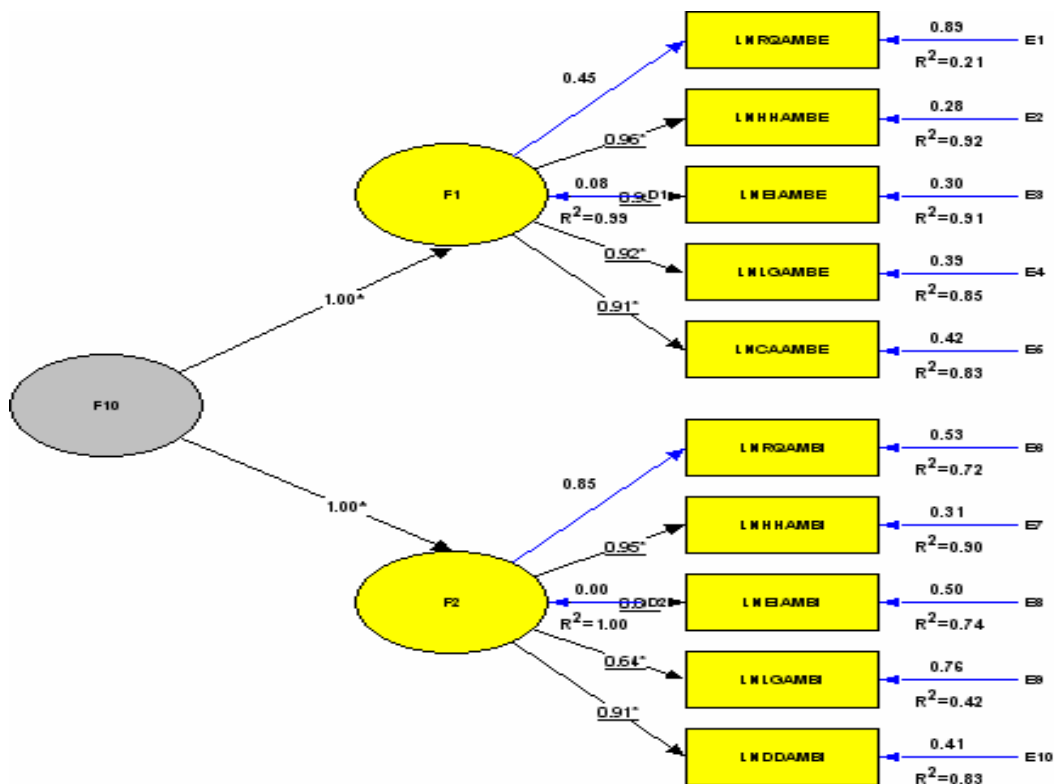 LNRQAMBE
0.89
E1
R²=0.21
0.45
LNHHAMBE
0.28
E2
R²=0.92
0.96*
F1
0.08
D1
R²=0.99
LNEIAMBE
0.30
E3
R²=0.91
0.92*
LNLGAMBE
0.39
E4
R²=0.85
0.91*
LNCAAMBE
0.42
E5
R²=0.83
1.00*
F10
1.00*
LNRQAMBI
0.53
E6
R²=0.72
0.85
LNHHAMBI
0.31
E7
R²=0.90
0.95*
F2
0.00
D2
R²=1.00
LNEIAMBI
0.50
E8
R²=0.74
0.64*
LNLGAMBI
0.76
E9
R²=0.42
0.91*
LNDDAMBI
0.41
E10
R²=0.83